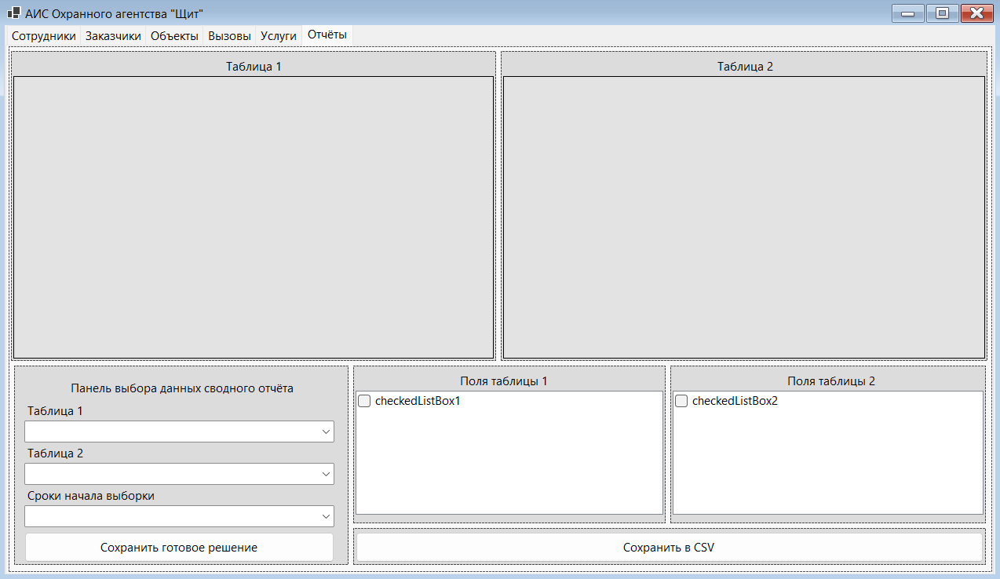 АИС Охранного агентства "Щит"
Сотрудники Заказчики Объекты Вызовы Услуги Отчёты
Таблица 1
Таблица 2
Панель выбора данных сводного отчёта
Таблица 1
Таблица 2
Сроки начала выборки
Сохранить готовое решение
Поля таблицы 1
checkedListBox1
Поля таблицы 2
checkedListBox2
Сохранить в CSV